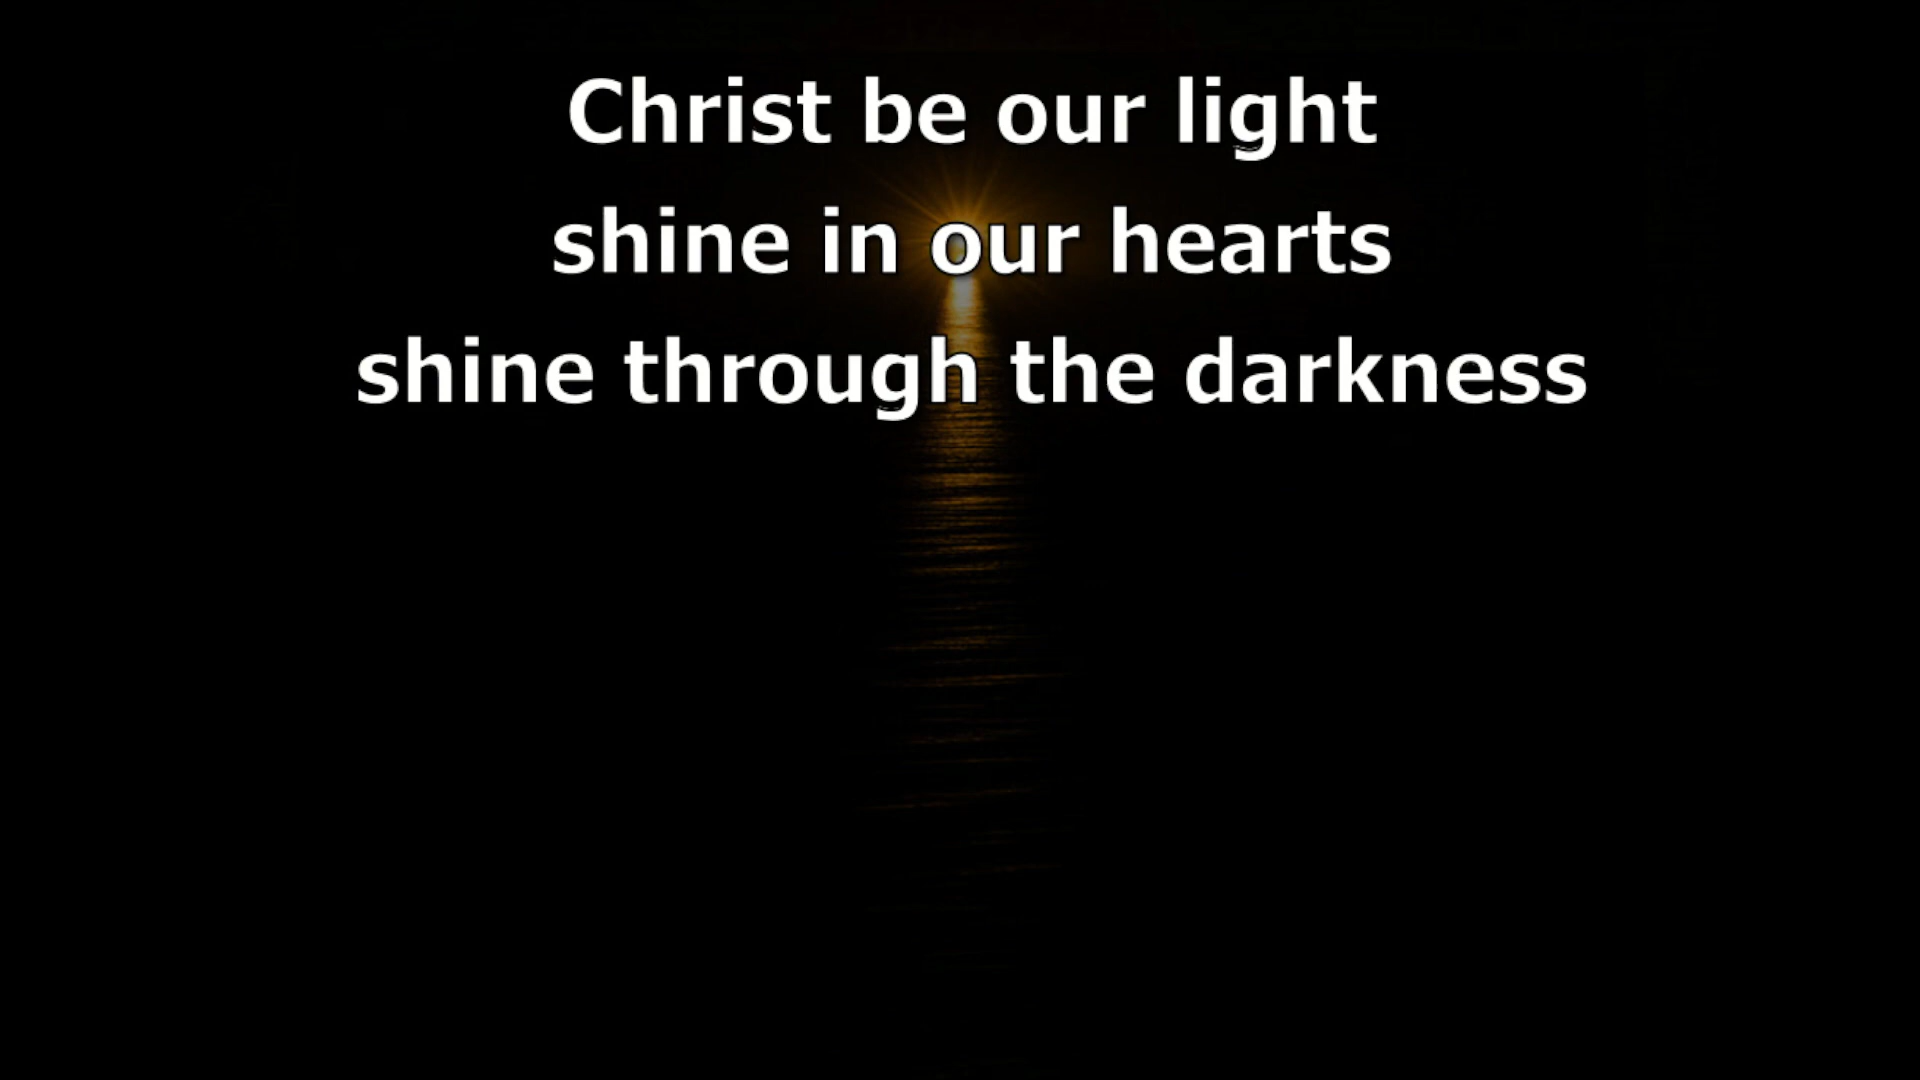 Christ be our light
shine in our hearts
shine through the darkness